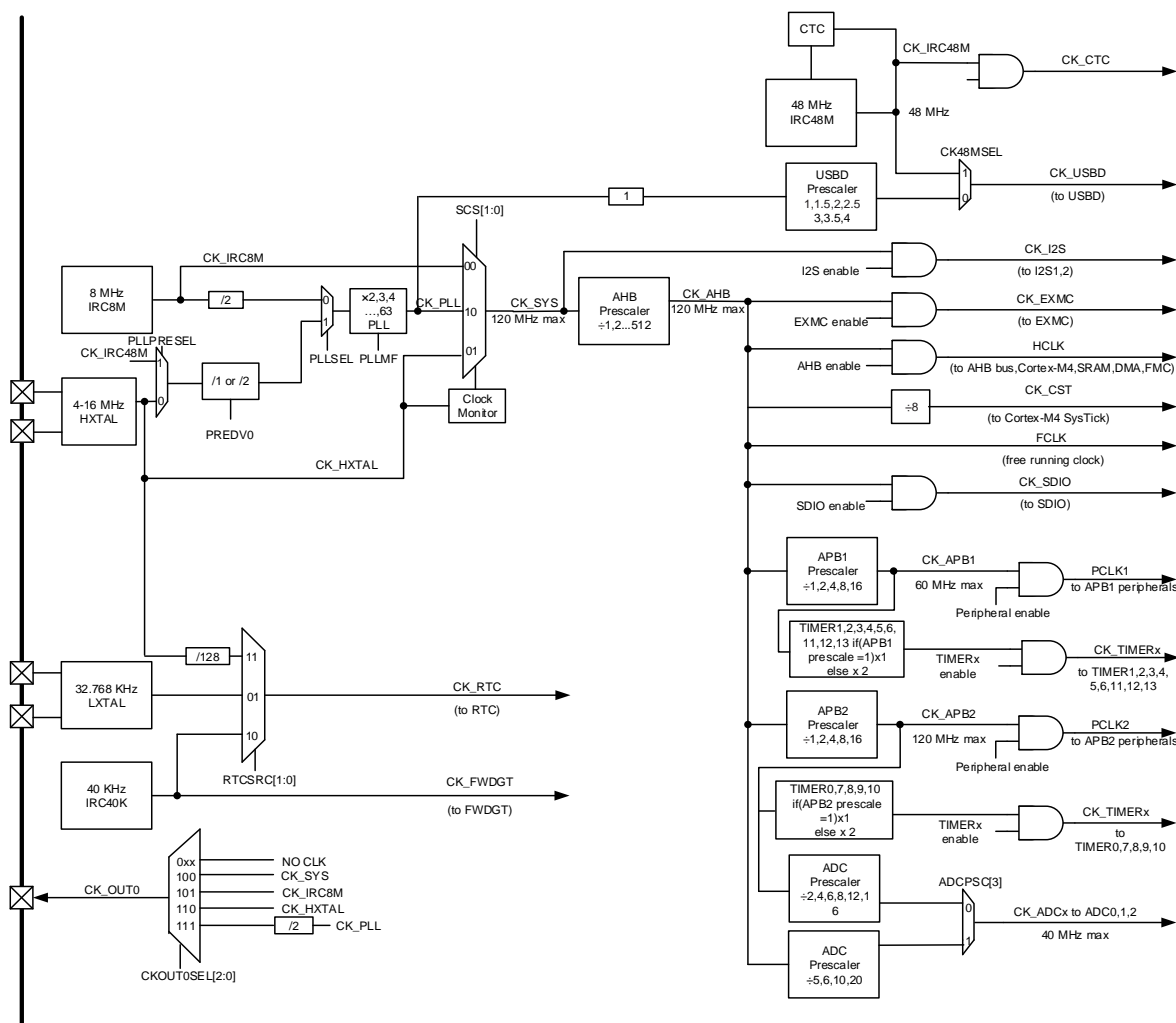 CTC
CK_IRC48M
CK_CTC
48 MHz
IRC48M
48 MHz
CK48MSEL
1
0
CK_USBD
(to USBD)
USBD
Prescaler
1,1.5,2,2.5
3,3.5,4
1
SCS[1:0]
CK_IRC8M
00
10
01
8 MHz
IRC8M
/2
0
1
×2,3,4
...,63
PLL
CK_PLL
PLLSEL
PLLMF
CK_SYS
120 MHz max
AHB
Prescaler
÷1,2...512
CK_AHB
120 MHz max
I2S enable
CK_I2S
(to I2S1,2)
EXMC enable
CK_EXMC
(to EXMC)
AHB enable
HCLK
(to AHB bus,Cortex-M4,SRAM,DMA,FMC)
÷8
CK_CST
(to Cortex-M4 SysTick)
FCLK
(free running clock)
PLLPRESEL
CK_IRC48M
1
0
4-16 MHz
HXTAL
/1 or /2
PREDV0
Clock
Monitor
CK_HXTAL
SDIO enable
CK_SDIO
(to SDIO)
APB1
Prescaler
÷1,2,4,8,16
CK_APB1
60 MHz max
Peripheral enable
PCLK1
to APB1 peripherals
TIMER1,2,3,4,5,6,
11,12,13 if(APB1
prescale =1)x1
else x 2
TIMERx
enable
CK_TIMERx
to TIMER1,2,3,4,
5,6,11,12,13
/128
11
01
10
32.768 KHz
LXTAL
CK_RTC
(to RTC)
RTCSRC[1:0]
40 KHz
IRC40K
CK_FWDGT
(to FWDGT)
APB2
Prescaler
÷1,2,4,8,16
CK_APB2
120 MHz max
Peripheral enable
PCLK2
to APB2 peripherals
TIMER0,7,8,9,10
if(APB2 prescale
=1)x1
else x 2
TIMERx
enable
CK_TIMERx
to
TIMER0,7,8,9,10
CK_OUT0
0xx
100
101
110
111
NO CLK
CK_SYS
CK_IRC8M
CK_HXTAL
/2
CK_PLL
CKOUT0SEL[2:0]
ADC
Prescaler
÷2,4,6,8,12,1
6
ADCPSC[3]
0
1
CK_ADCx to ADC0,1,2
40 MHz max
ADC
Prescaler
÷5,6,10,20